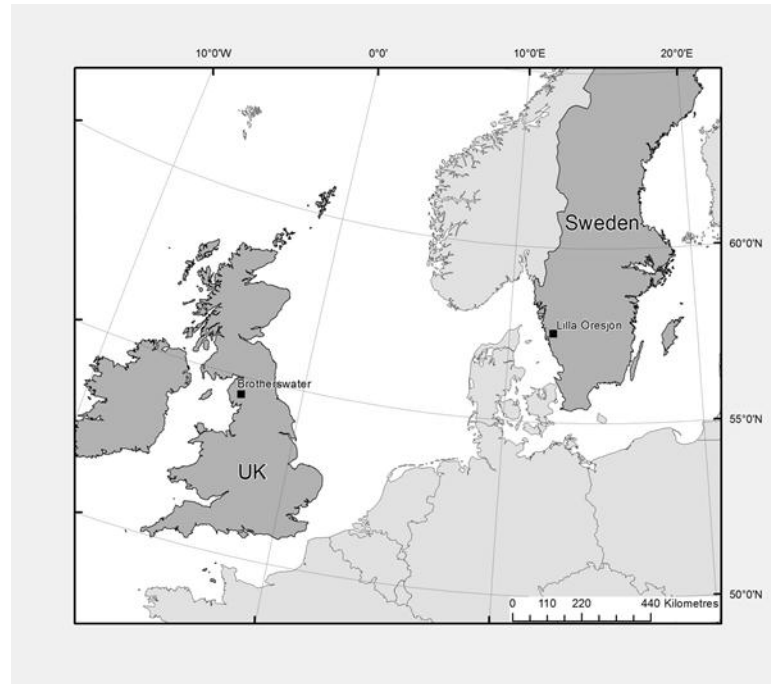 10°0'W 0°0' 10°0'E 20°0'E
Sweden
60°0'N
Lilla Oresjön
Brotherswater
55°0'N
UK
50°0'N
0 110 220 440 Kilometres